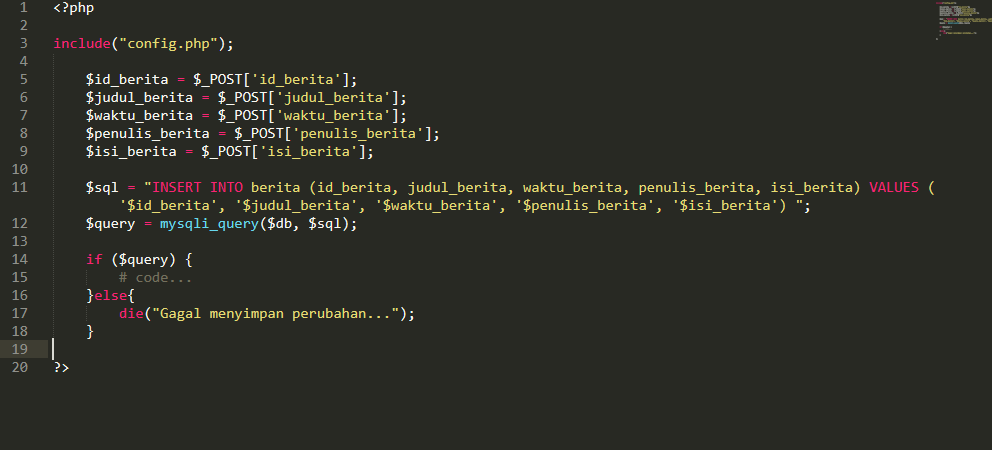 1 <?php
2
3 include("config.php");
4
5 $id_berita = $_POST['id_berita'];
6 $judul_berita = $_POST['judul_berita'];
7 $waktu_berita = $_POST['waktu_berita'];
8 $penulis_berita = $_POST['penulis_berita'];
9 $isi_berita = $_POST['isi_berita'];
10
11 $sql = "INSERT INTO berita (id_berita, judul_berita, waktu_berita, penulis_berita, isi_berita) VALUES (
'$id_berita', '$judul_berita', '$waktu_berita', '$penulis_berita', '$isi_berita') ";
12 $query = mysqli_query($db, $sql);
13
14 if ($query) {
15 # code...
16 }else{
17 die("Gagal menyimpan perubahan...");
18 }
19
20 ?>